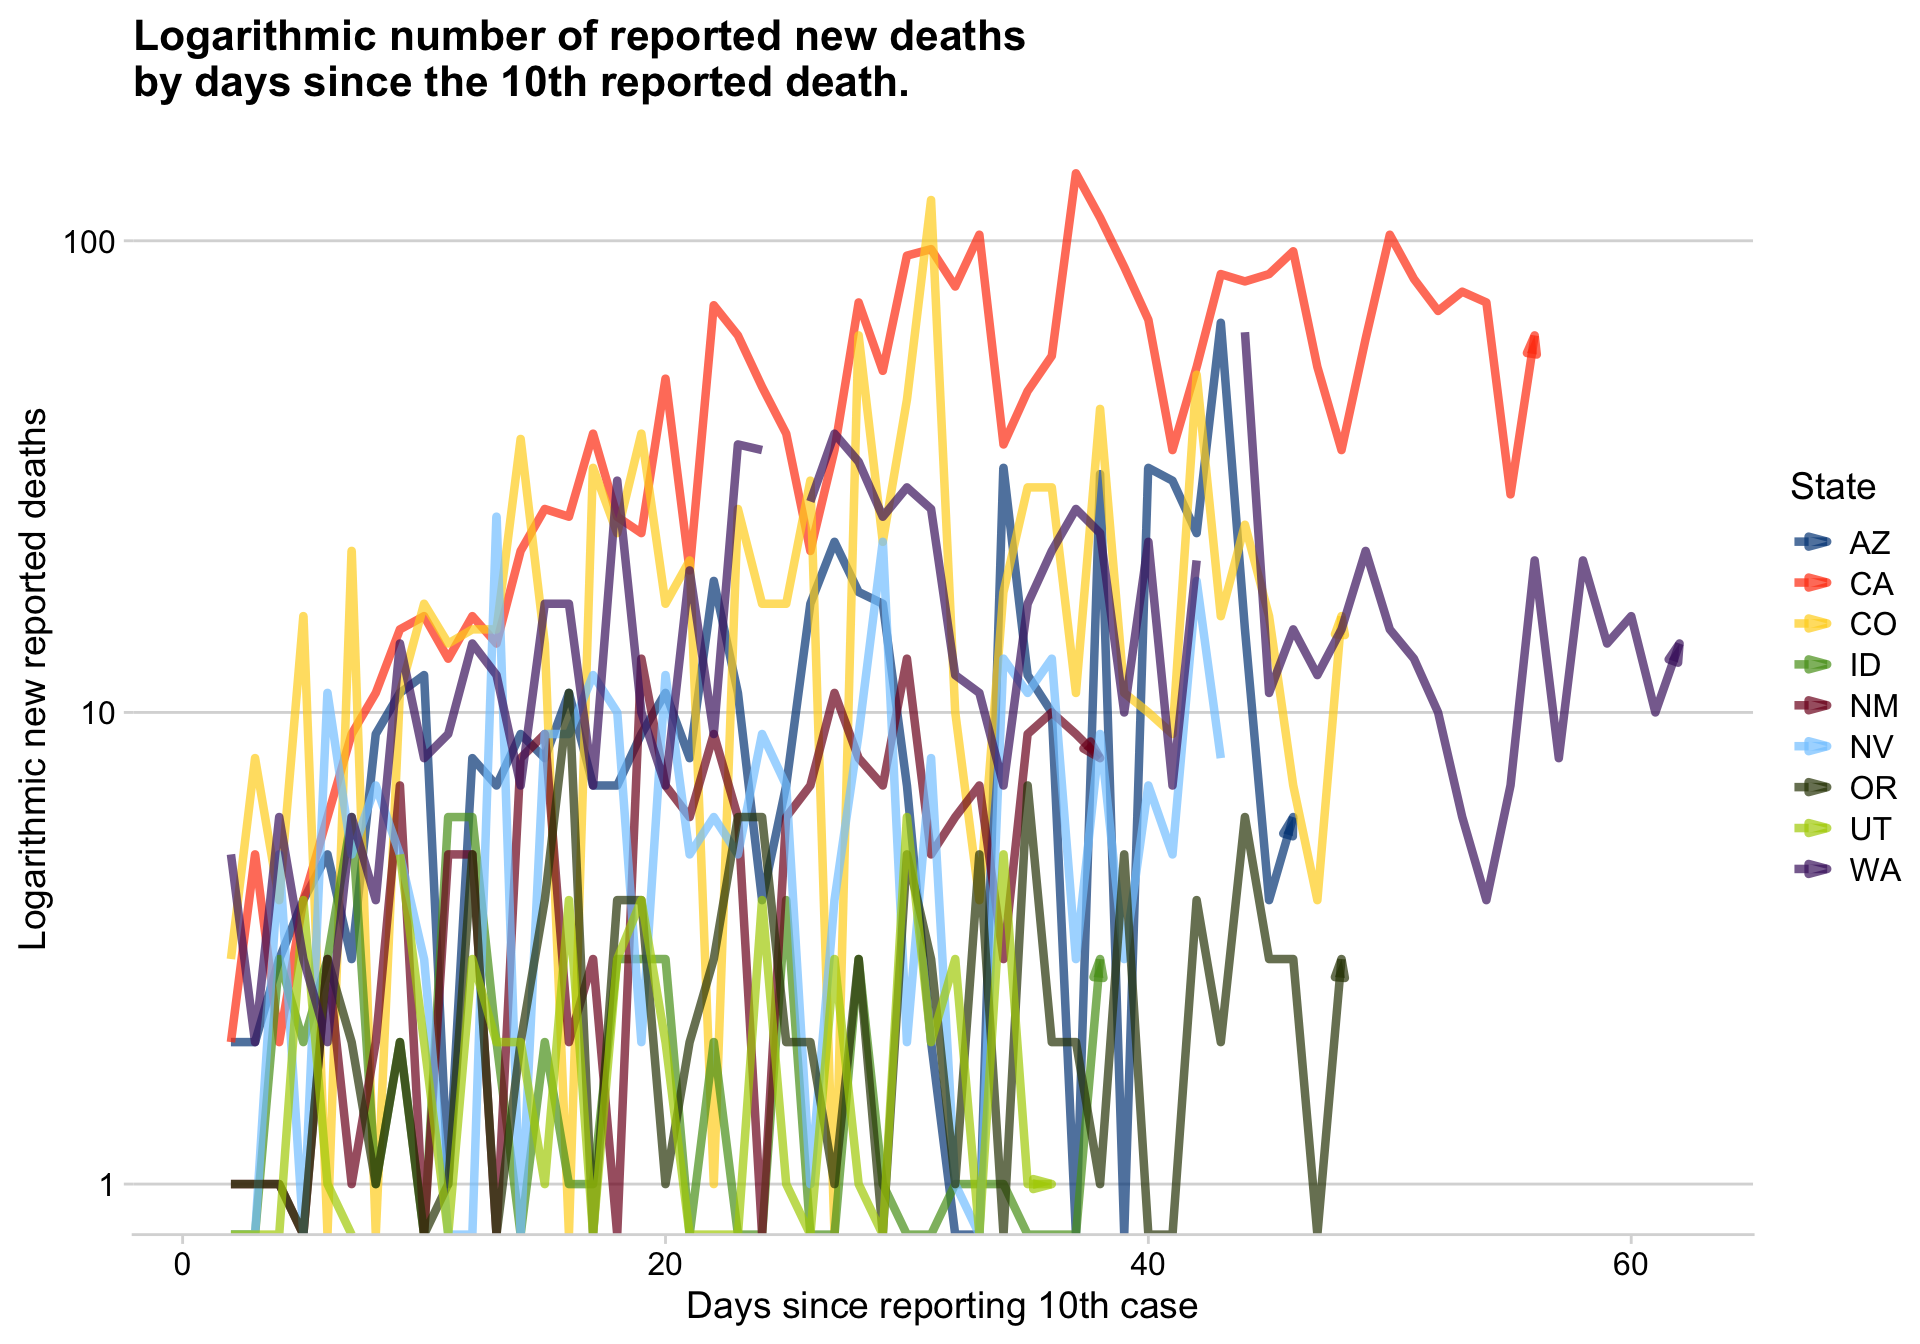 Logarithmic number of reported new deaths
by days since the 10th reported death.
Logarithmic new reported deaths
100
10
1
0
20
40
60
Days since reporting 10th case
State
AZ
CA
CO
ID
NM
NV
OR
UT
WA